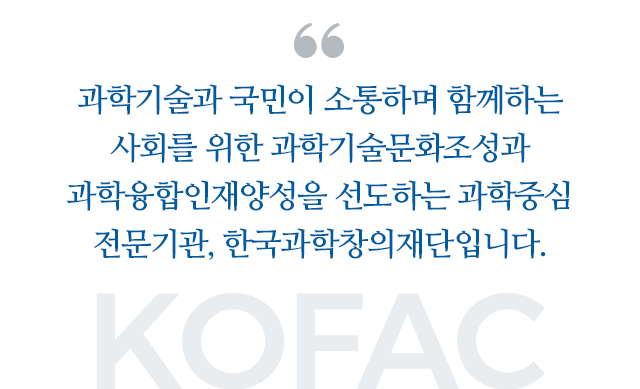 “
과학기술과 국민이 소통하며 함께하는
사회를 위한 과학기술문화조성과
과학융합인재양성을 선도하는 과학중심
전문기관, 한국과학창의재단입니다.
KOFAC